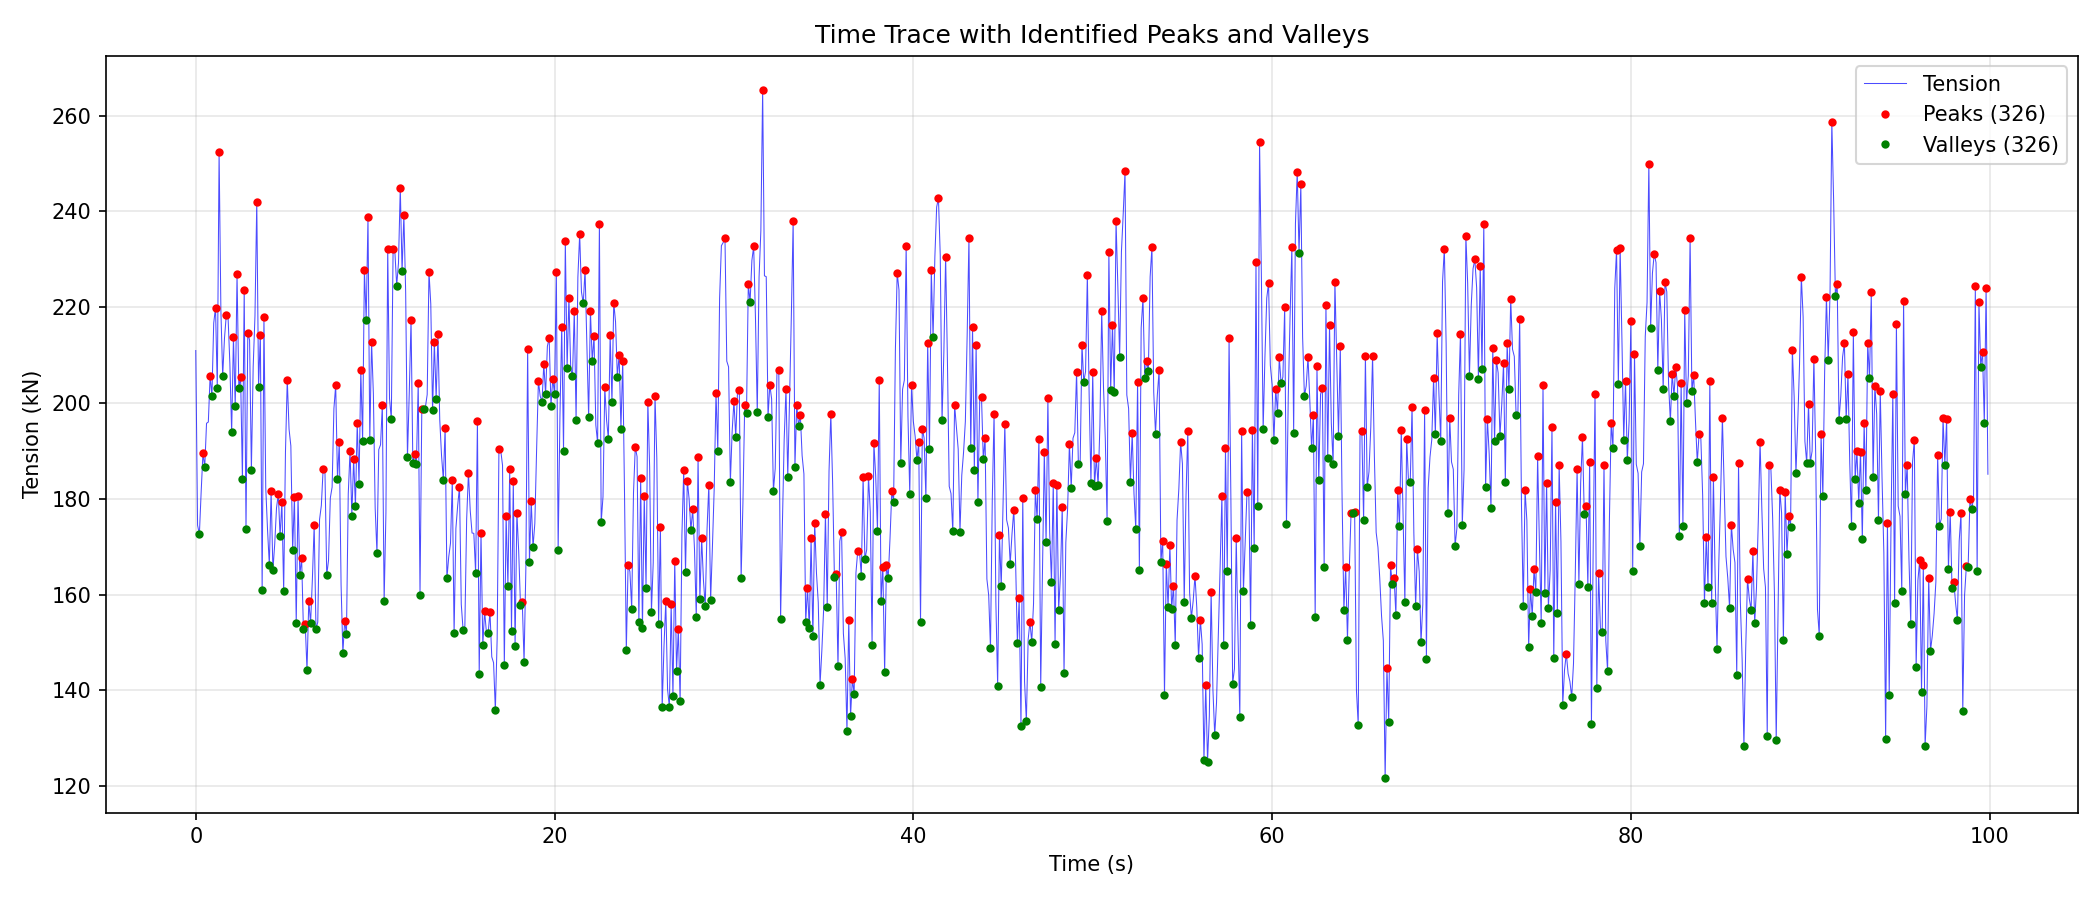 Time Trace with Identified Peaks and Valleys
Tension (kN)
260
240
220
200
180
160
140
120
Tension
Peaks (326)
Valleys (326)
0 20 40 60 80 100
Time (s)